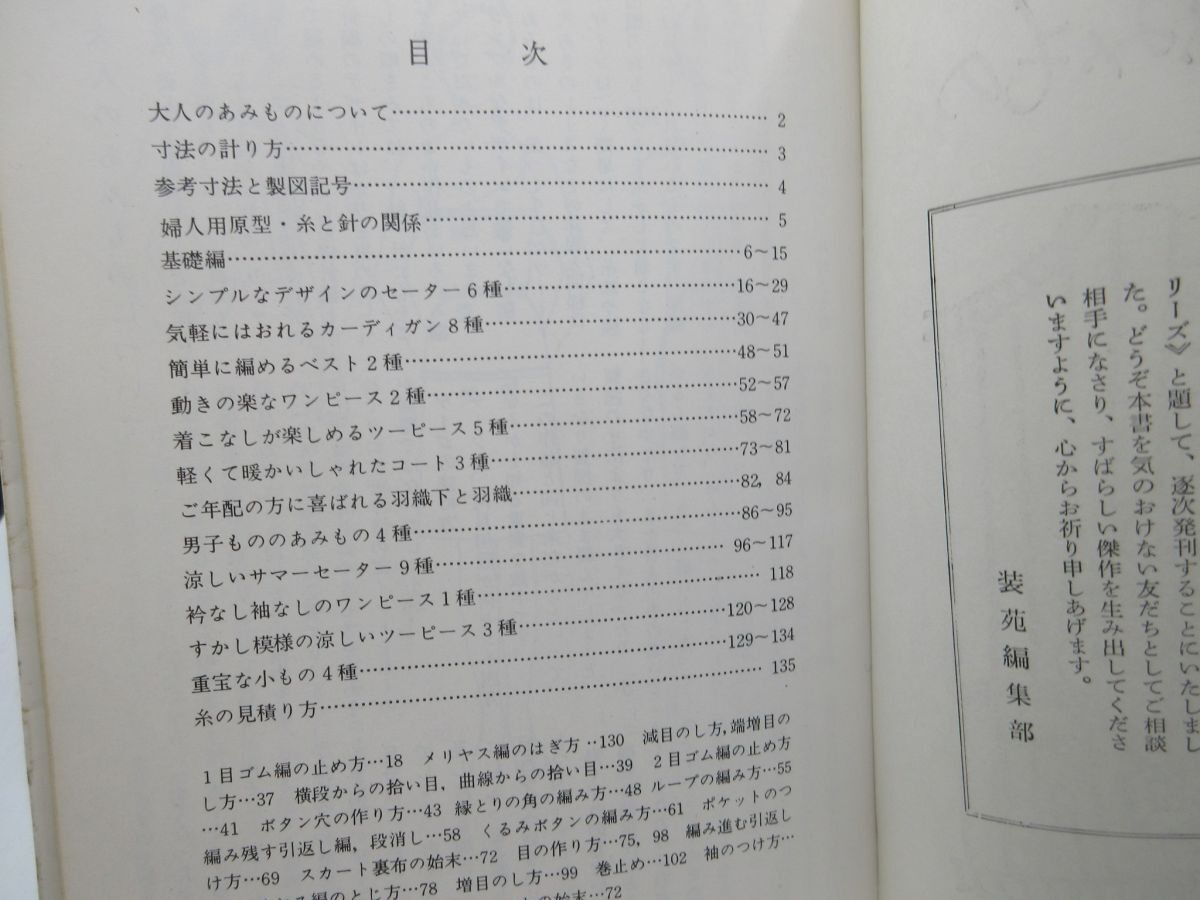 目次
大人のあみものについて…………2
寸法の計り方…………3
参考寸法と製図記号…………4
婦人用原型・糸と針の関係…………5
基礎編…………6〜15
シンプルなデザインのセーター6種…………16〜29
気軽にはおれるカーディガン8種…………30〜47
簡単に編めるベスト2種…………48〜51
動きの楽なワンピース2種…………52〜57
着こなしが楽しめるツーピース5種…………58〜72
軽くて暖かいしゃれたコート3種…………73〜81
ご年配の方に喜ばれる羽織下と羽織…………82, 84
男子もののあみもの4種…………86〜95
涼しいサマーセーター9種…………96〜117
衿なし袖なしのワンピース1種…………118
すかし模様の涼しいツーピース3種…………120〜128
重宝な小もの4種…………129〜134
糸の見積り方…………135
1目ゴム編の止め方…18 メリヤス編のはぎ方‥130 減目のし方,端増目の
し方…37 横段からの拾い目,曲線からの拾い目…39 2目ゴム編の止め方
…41 ボタン穴の作り方…43 縁とりの角の編み方…48 ループの編み方…55
編み残す引返し編,段消し…58 くるみボタンの編み方…61 ポケットのつ
け方…69 スカート裏布の始末…72 目の作り方…75, 98 編み進む引返し
ス編のとじ方…78 増目のし方…99 巻止め…102 袖のつけ方…
の始末…72
リーズ》と題して、逐次発刊することにいたしまし
た。どうぞ本書を気のおけない友だちとしてご相談
相手になさり、すばらしい傑作を生み出してくださ
いますように、心からお祈り申しあげます。
装苑編集部